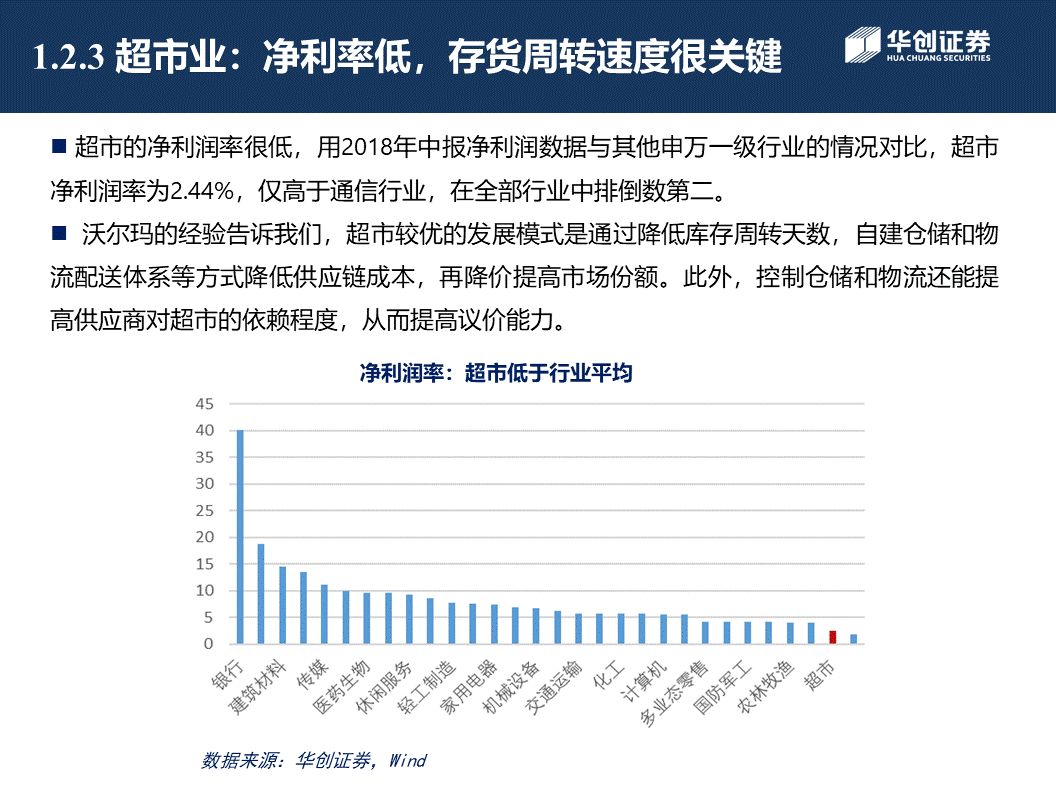 1.2.3 超市业：净利率低，存货周转速度很关键
华创证券
HUA CHUANG SECURITIES
■ 超市的净利润率很低，用2018年中报净利润数据与其他申万一级行业的情况对比，超市
净利润率为2.44%，仅高于通信行业，在全部行业中排倒数第二。
■ 沃尔玛的经验告诉我们，超市较优的发展模式是通过降低库存周转天数，自建仓储和物
流配送体系等方式降低供应链成本，再降价提高市场份额。此外，控制仓储和物流还能提
高供应商对超市的依赖程度，从而提高议价能力。
净利润率：超市低于行业平均
45
40
35
30
25
20
15
10
5
0
银行
建筑材料
传媒
医药生物
休闲服务
轻工制造
家用电器
机械设备
交通运输
化工
计算机
多业态零售
国防军工
农林牧渔
超市
数据来源：华创证券，Wind